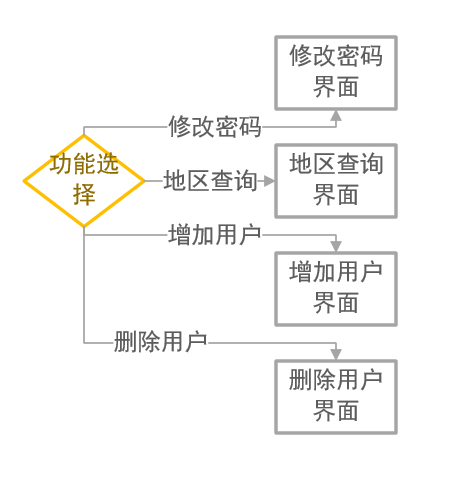 修改密码
界面
修改密码
功能选
择
地区查询
地区查询
界面
增加用户
增加用户
界面
删除用户
删除用户
界面